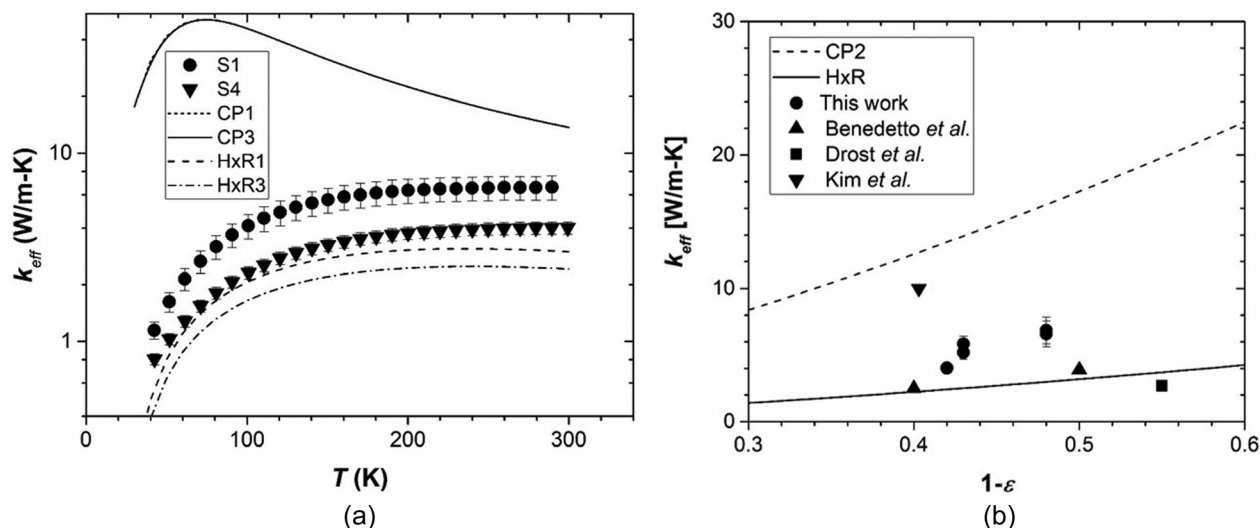 10
1
0
100
200
300
k_eff (W/m-K)
T (K)
S1
S4
CP1
CP3
HxR1
HxR3
(a)
30
20
10
0
0.3
0.4
0.5
0.6
k_eff [W/m-K]
1-ε
CP2
HxR
This work
Benedetto et al.
Drost et al.
Kim et al.
(b)